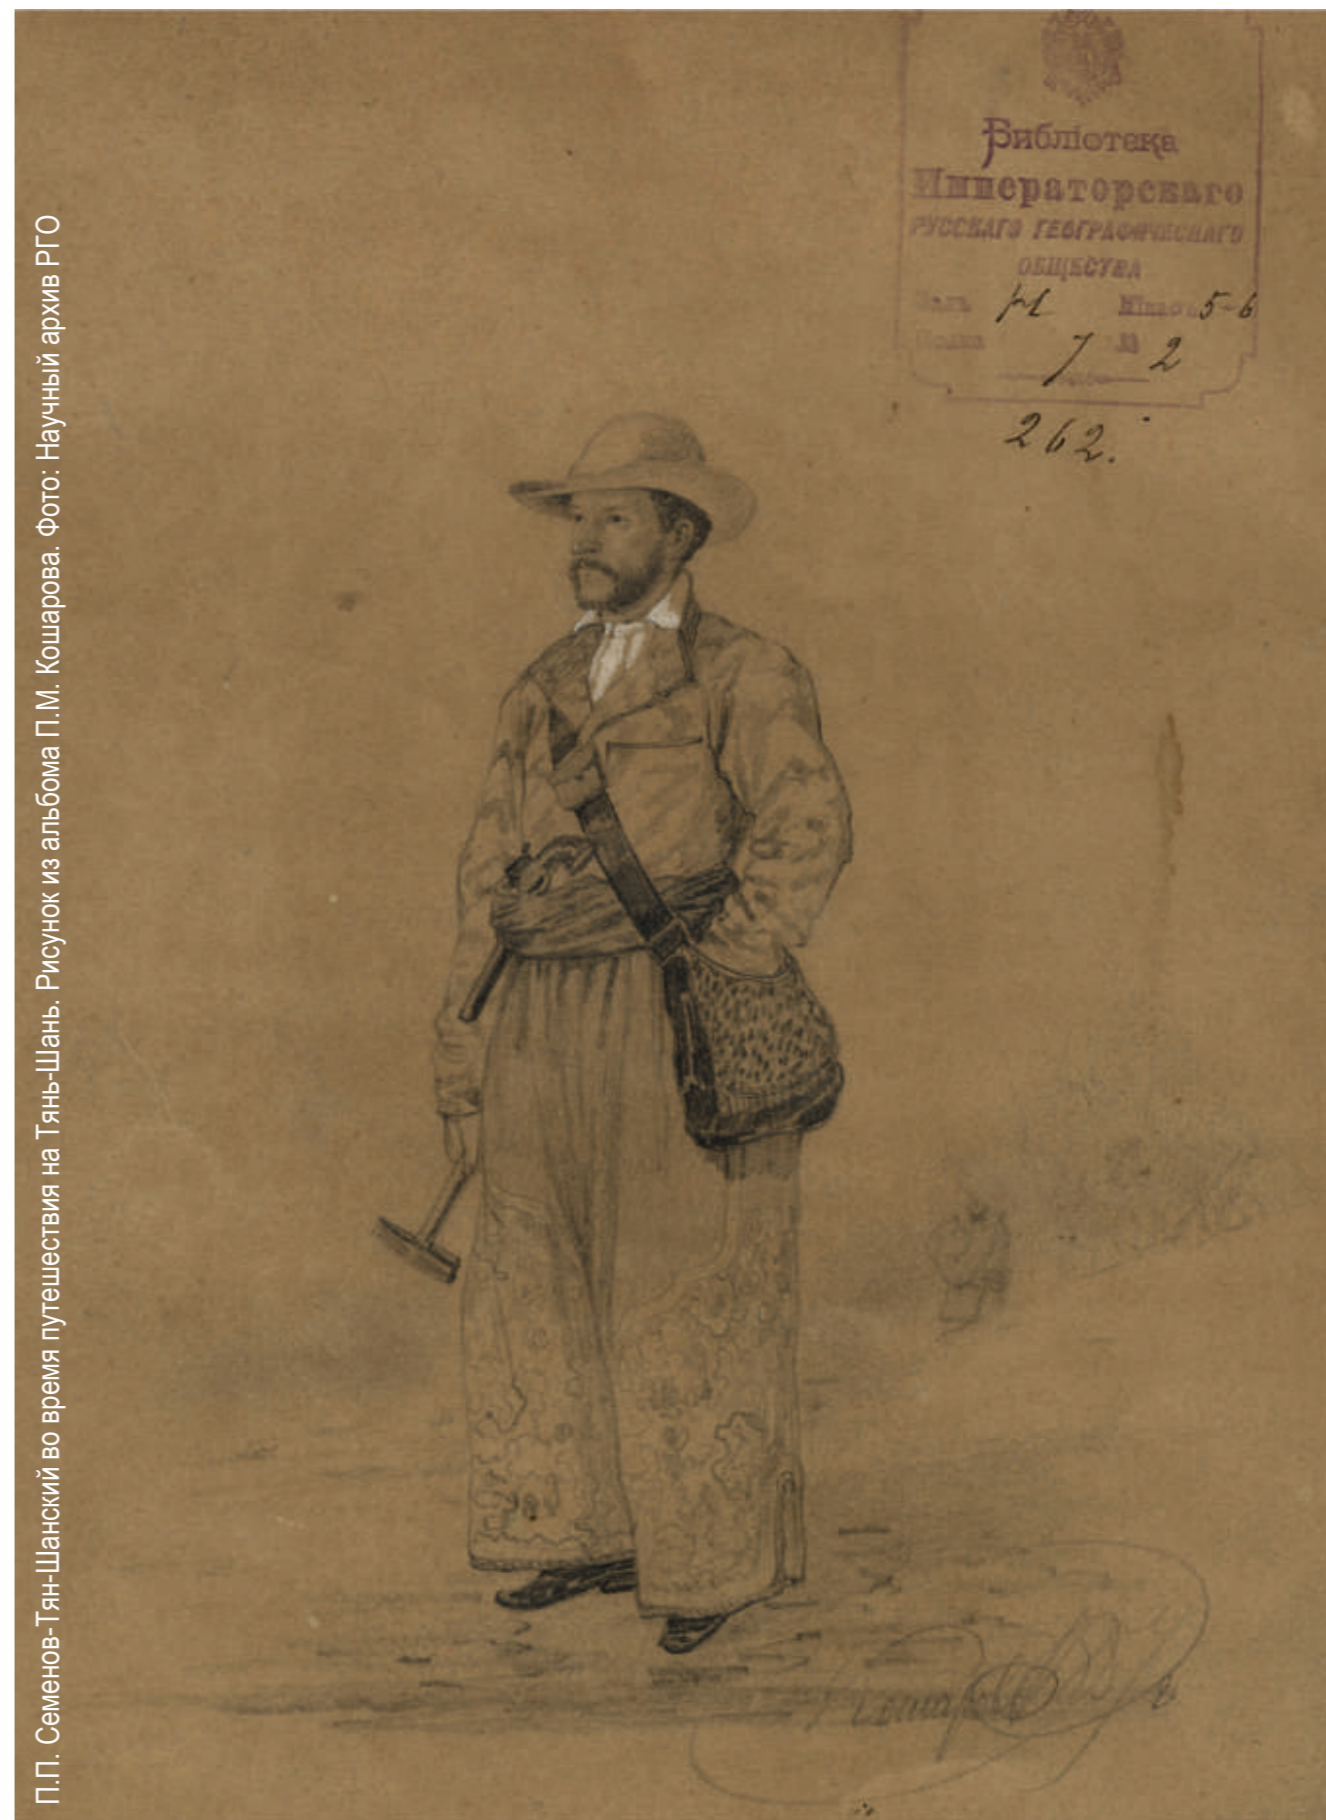 П.П. Семенов-Тян-Шанский во время путешествия на Тянь-Шань. Рисунок из альбома П.М. Кошарова. Фото: Научный архив РГО
Библіотека
Императорскаго
РУССКАГО ГЕОГРАФИЧЕСКАГО
ОБЩЕСТВА
5-6
7 № 2
262.